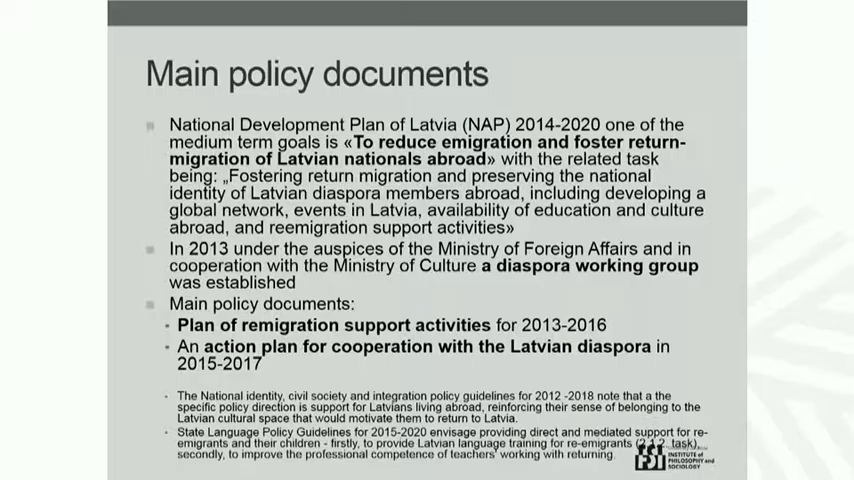 Main policy documents
National Development Plan of Latvia (NAP) 2014-2020 one of the
medium term goals is «To reduce emigration and foster return-
migration of Latvian nationals abroad» with the related task
being: „Fostering return migration and preserving the national
identity of Latvian diaspora members abroad, including developing a
global network, events in Latvia, availability of education and culture
abroad, and reemigration support activities»
In 2013 under the auspices of the Ministry of Foreign Affairs and in
cooperation with the Ministry of Culture a diaspora working group
was established
Main policy documents:
Plan of remigration support activities for 2013-2016
An action plan for cooperation with the Latvian diaspora in
2015-2017
The National identity, civil society and integration policy guidelines for 2012 -2018 note that a the
specific policy direction is support for Latvians living abroad, reinforcing their sense of belonging to the
Latvian cultural space that would motivate them to return to Latvia.
State Language Policy Guidelines for 2015-2020 envisage providing direct and mediated support for re-
emigrants and their children - firstly, to provide Latvian language training for re-emigrants (2.1.2. task),
secondly, to improve the professional competence of teachers' working with returning.
INSTITUTE of
PHILOSOPHY and
SOCIOLOGY